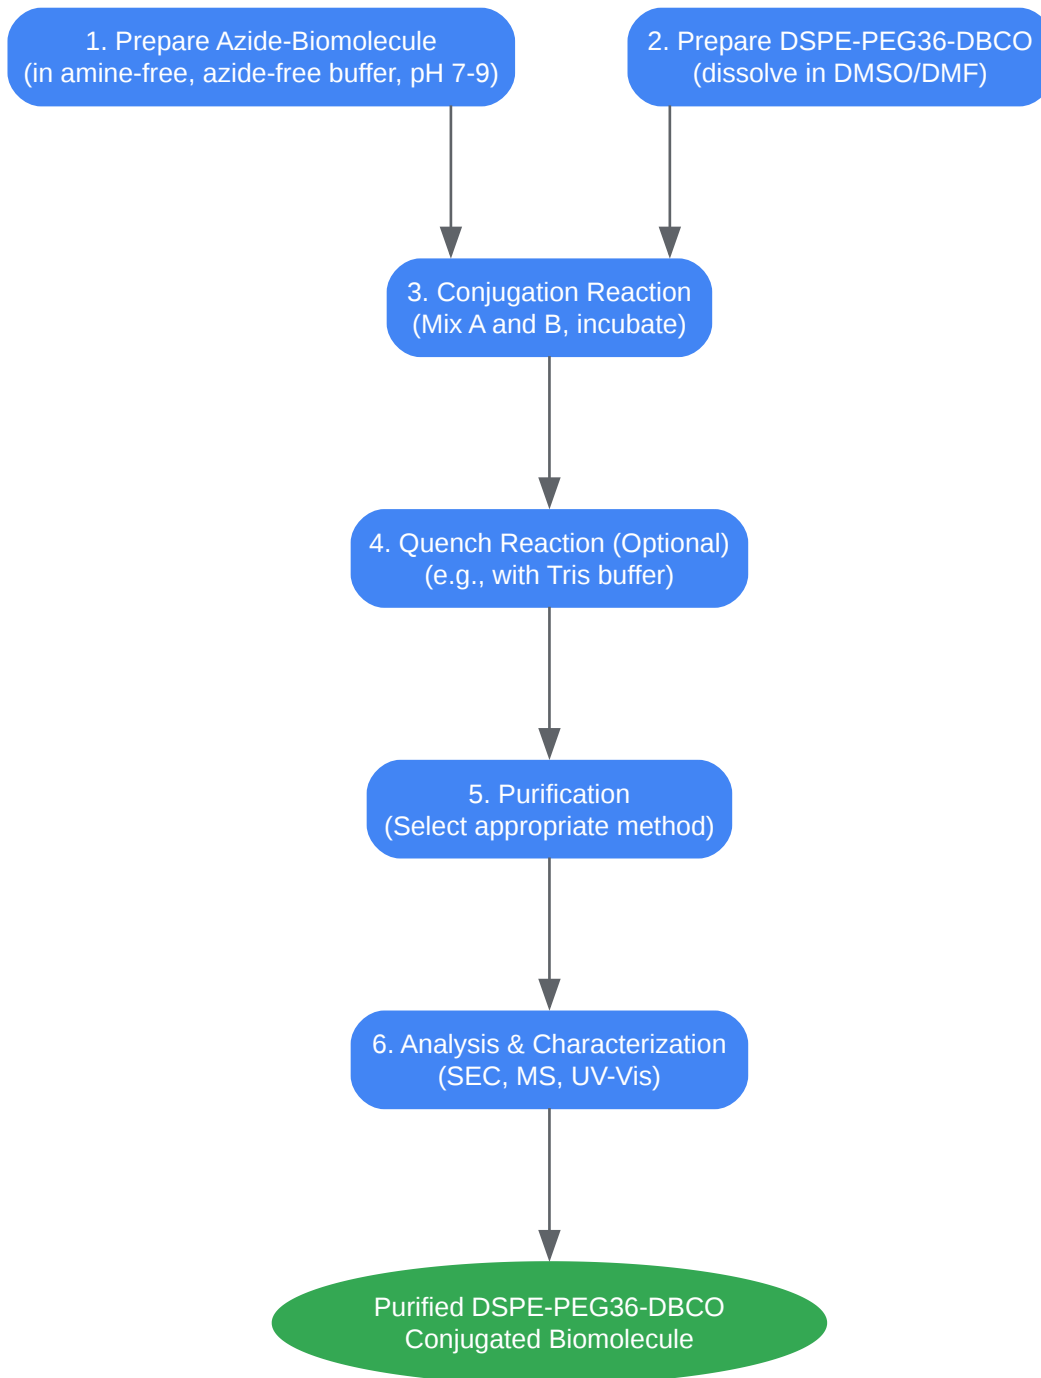 1. Prepare Azide-Biomolecule
(in amine-free, azide-free buffer, pH 7-9)
2. Prepare DSPE-PEG36-DBCO
(dissolve in DMSO/DMF)
3. Conjugation Reaction
(Mix A and B, incubate)
4. Quench Reaction (Optional)
(e.g., with Tris buffer)
5. Purification
(Select appropriate method)
6. Analysis & Characterization
(SEC, MS, UV-Vis)
Purified DSPE-PEG36-DBCO
Conjugated Biomolecule